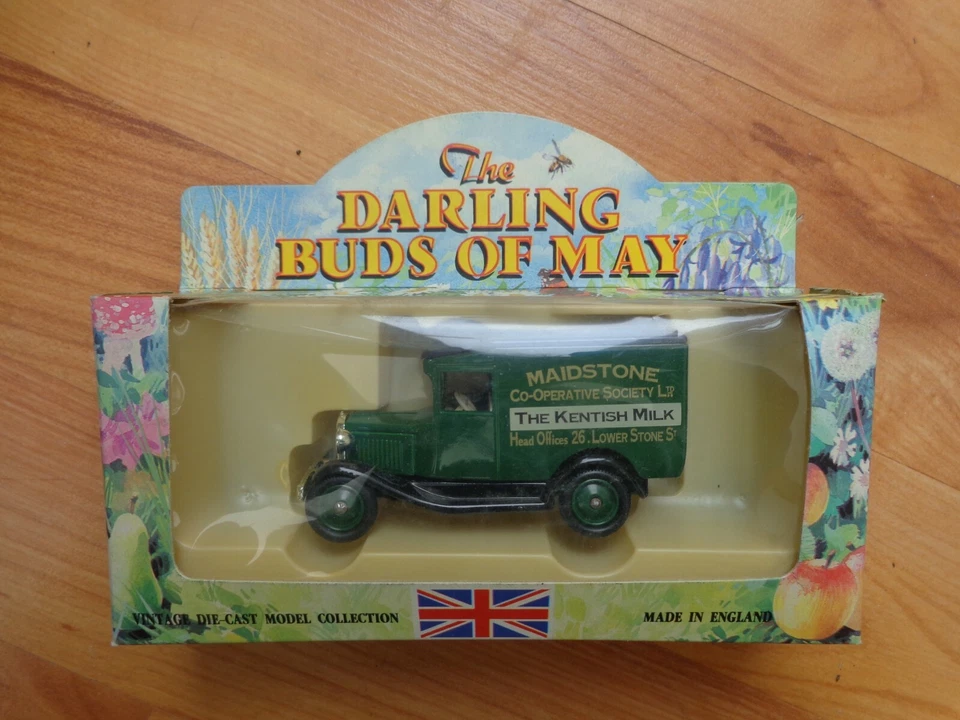 The
DARLING
BUDS OF MAY
MAIDSTONE
CO-OPERATIVE SOCIETY LTD
THE KENTISH MILK
Head Offices 26. LOWER STONE ST
VINTAGE DIE-CAST MODEL COLLECTION
MADE IN ENGLAND